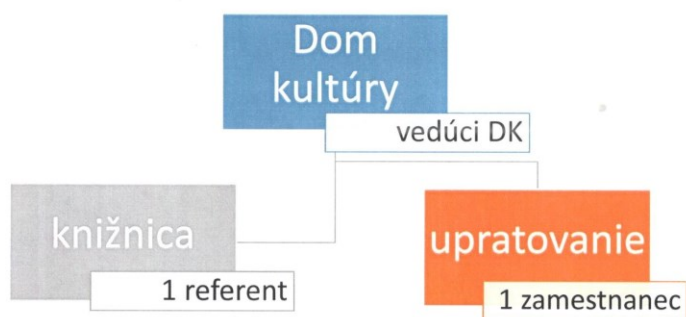 Dom
kultúry
vedúci DK
knižnica
1 referent
upratovanie
1 zamestnanec